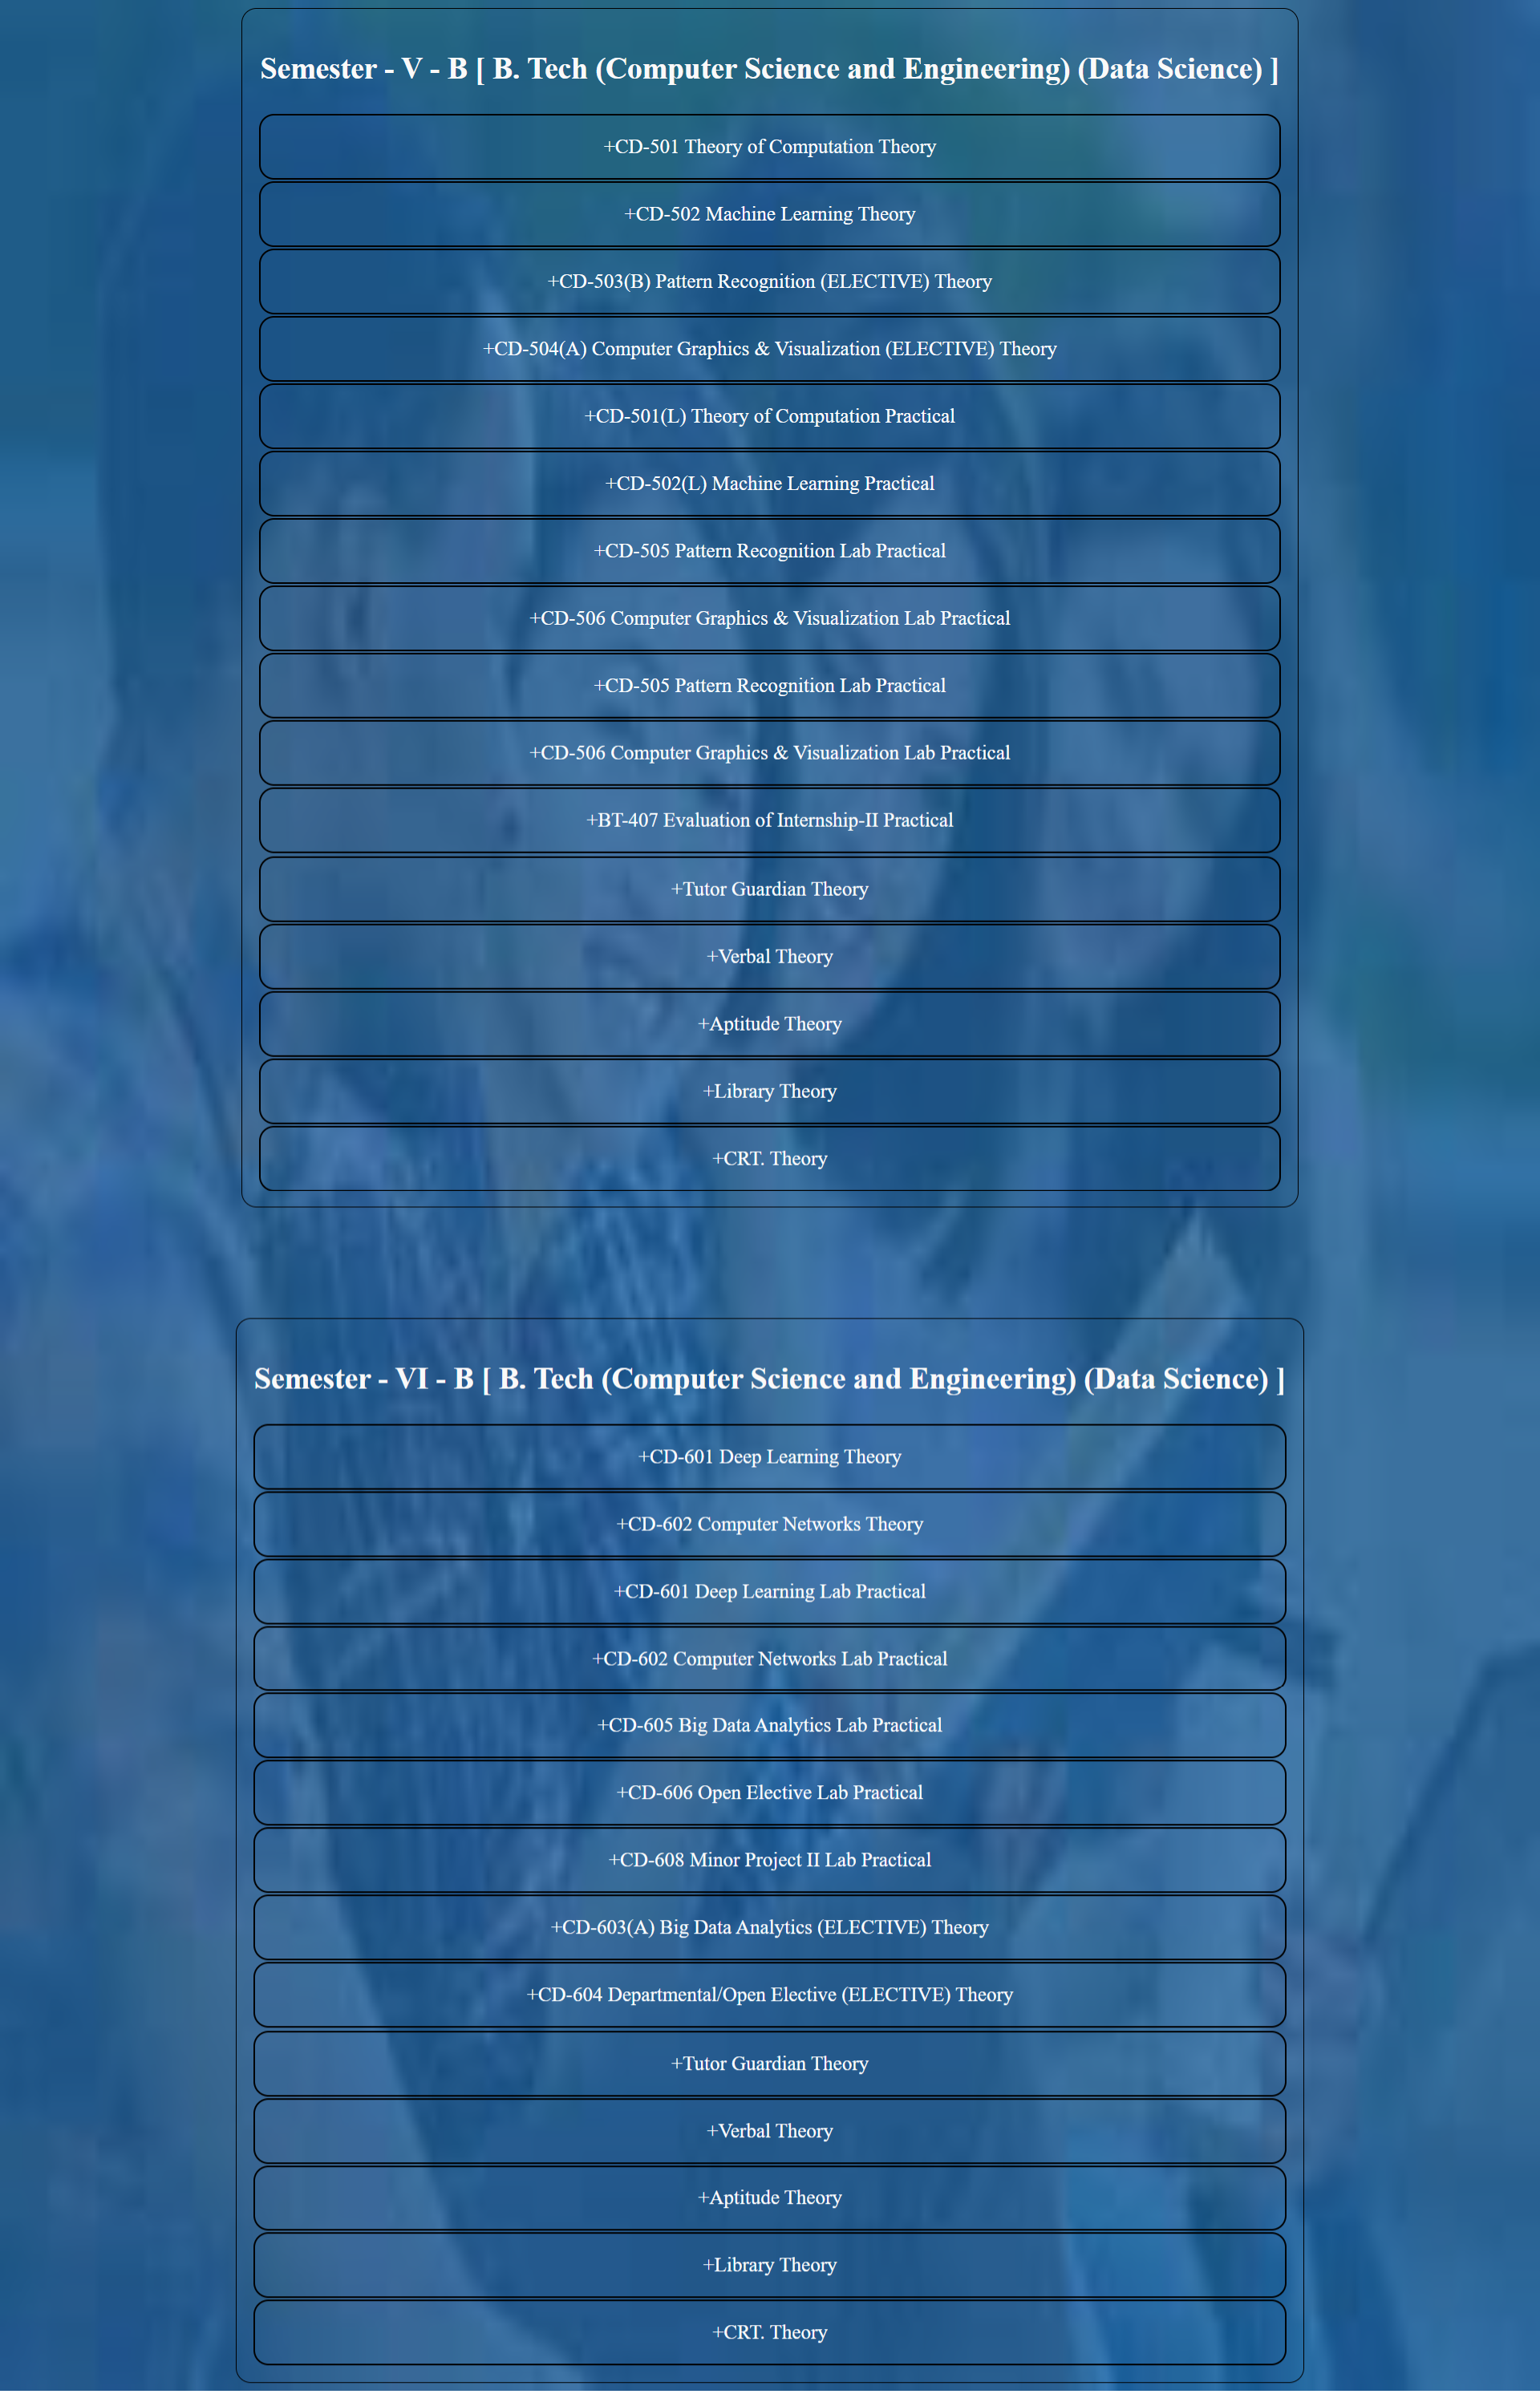 Semester - V - B [ B. Tech (Computer Science and Engineering) (Data Science) ]
+CD-501 Theory of Computation Theory
+CD-502 Machine Learning Theory
+CD-503(B) Pattern Recognition (ELECTIVE) Theory
+CD-504(A) Computer Graphics & Visualization (ELECTIVE) Theory
+CD-501(L) Theory of Computation Practical
+CD-502(L) Machine Learning Practical
+CD-505 Pattern Recognition Lab Practical
+CD-506 Computer Graphics & Visualization Lab Practical
+CD-505 Pattern Recognition Lab Practical
+CD-506 Computer Graphics & Visualization Lab Practical
+BT-407 Evaluation of Internship-II Practical
+Tutor Guardian Theory
+Verbal Theory
+Aptitude Theory
+Library Theory
+CRT. Theory
Semester - VI - B [ B. Tech (Computer Science and Engineering) (Data Science) ]
+CD-601 Deep Learning Theory
+CD-602 Computer Networks Theory
+CD-601 Deep Learning Lab Practical
+CD-602 Computer Networks Lab Practical
+CD-605 Big Data Analytics Lab Practical
+CD-606 Open Elective Lab Practical
+CD-608 Minor Project II Lab Practical
+CD-603(A) Big Data Analytics (ELECTIVE) Theory
+CD-604 Departmental/Open Elective (ELECTIVE) Theory
+Tutor Guardian Theory
+Verbal Theory
+Aptitude Theory
+Library Theory
+CRT. Theory